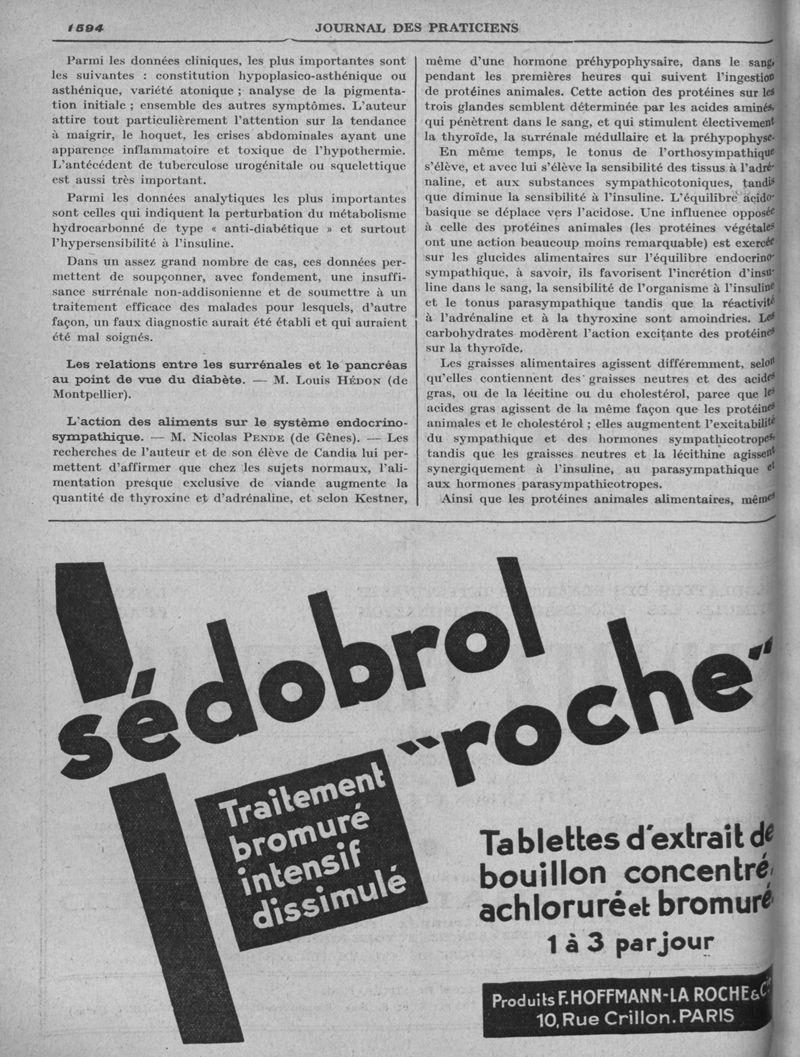 1594
JOURNAL DES PRATICIENS
Parmi les données cliniques, les plus importantes sont
les suivantes : constitution hypoplasico-asthénique ou
asthénique, variété atonique ; analyse de la pigmenta-
tion initiale ; ensemble des autres symptômes. L'auteur
attire tout particulièrement l'attention sur la tendance
à maigrir, le hoquet, les crises abdominales ayant une
apparence inflammatoire et toxique de l'hypothermie.
L'antécédent de tuberculose urogénitale ou squelettique
est aussi très important.
Parmi les données analytiques les plus importantes
sont celles qui indiquent la perturbation du métabolisme
hydrocarboné de type « anti-diabétique » et surtout
l'hypersensibilité à l'insuline.
Dans un assez grand nombre de cas, ces données per-
mettent de soupçonner, avec fondement, une insuffi-
sance surrénale non-addisonienne et de soumettre à un
traitement efficace des malades pour lesquels, d'autre
façon, un faux diagnostic aurait été établi et qui auraient
été mal soignés.
Les relations entre les surrénales et le pancréas
au point de vue du diabète. — M. Louis HÉDON (de
Montpellier).
L'action des aliments sur le système endocrino-
sympathique. — M. Nicolas PENDE (de Gênes). — Les
recherches de l'auteur et de son élève de Candia lui per-
mettent d'affirmer que chez les sujets normaux, l'ali-
mentation presque exclusive de viande augmente la
quantité de thyroxine et d'adrénaline, et selon Kestner,
même d'une hormone préhypophysaire, dans le sang,
pendant les premières heures qui suivent l'ingestion
de protéines animales. Cette action des protéines sur les
trois glandes semblent déterminée par les acides aminés,
qui pénètrent dans le sang, et qui stimulent électivement
la thyroïde, la surrénale médullaire et la préhypophyse.
En même temps, le tonus de l'orthosympathique
s'élève, et avec lui s'élève la sensibilité des tissus à l'adré-
naline, et aux substances sympathicotoniques, tandis
que diminue la sensibilité à l'insuline. L'équilibre acido-
basique se déplace vers l'acidose. Une influence opposée
à celle des protéines animales (les protéines végétales
ont une action beaucoup moins remarquable) est exercée
sur les glucides alimentaires sur l'équilibre endocrino-
sympathique, à savoir, ils favorisent l'incrétion d'insu-
line dans le sang, la sensibilité de l'organisme à l'insuline
et le tonus parasympathique tandis que la réactivité
à l'adrénaline et à la thyroxine sont amoindries. Les
carbohydrates modèrent l'action excitante des protéines
sur la thyroïde.
Les graisses alimentaires agissent différemment, selon
qu'elles contiennent des graisses neutres et des acides
gras, ou de la lécitine ou du cholestérol, parce que les
acides gras agissent de la même façon que les protéines
animales et le cholestérol ; elles augmentent l'excitabilité
du sympathique et des hormones sympathicotropes,
tandis que les graisses neutres et la lécithine agissent
synergiquement à l'insuline, au parasympathique et
aux hormones parasympathicotropes.
Ainsi que les protéines animales alimentaires, mêmes
sédobrol
"roche"
Traitement
bromuré
intensif
dissimulé
Tablettes d'extrait de
bouillon concentré,
achloruré et bromuré
1 à 3 par jour
Produits F. HOFFMANN-LA ROCHE & Cie
10, Rue Crillon. PARIS